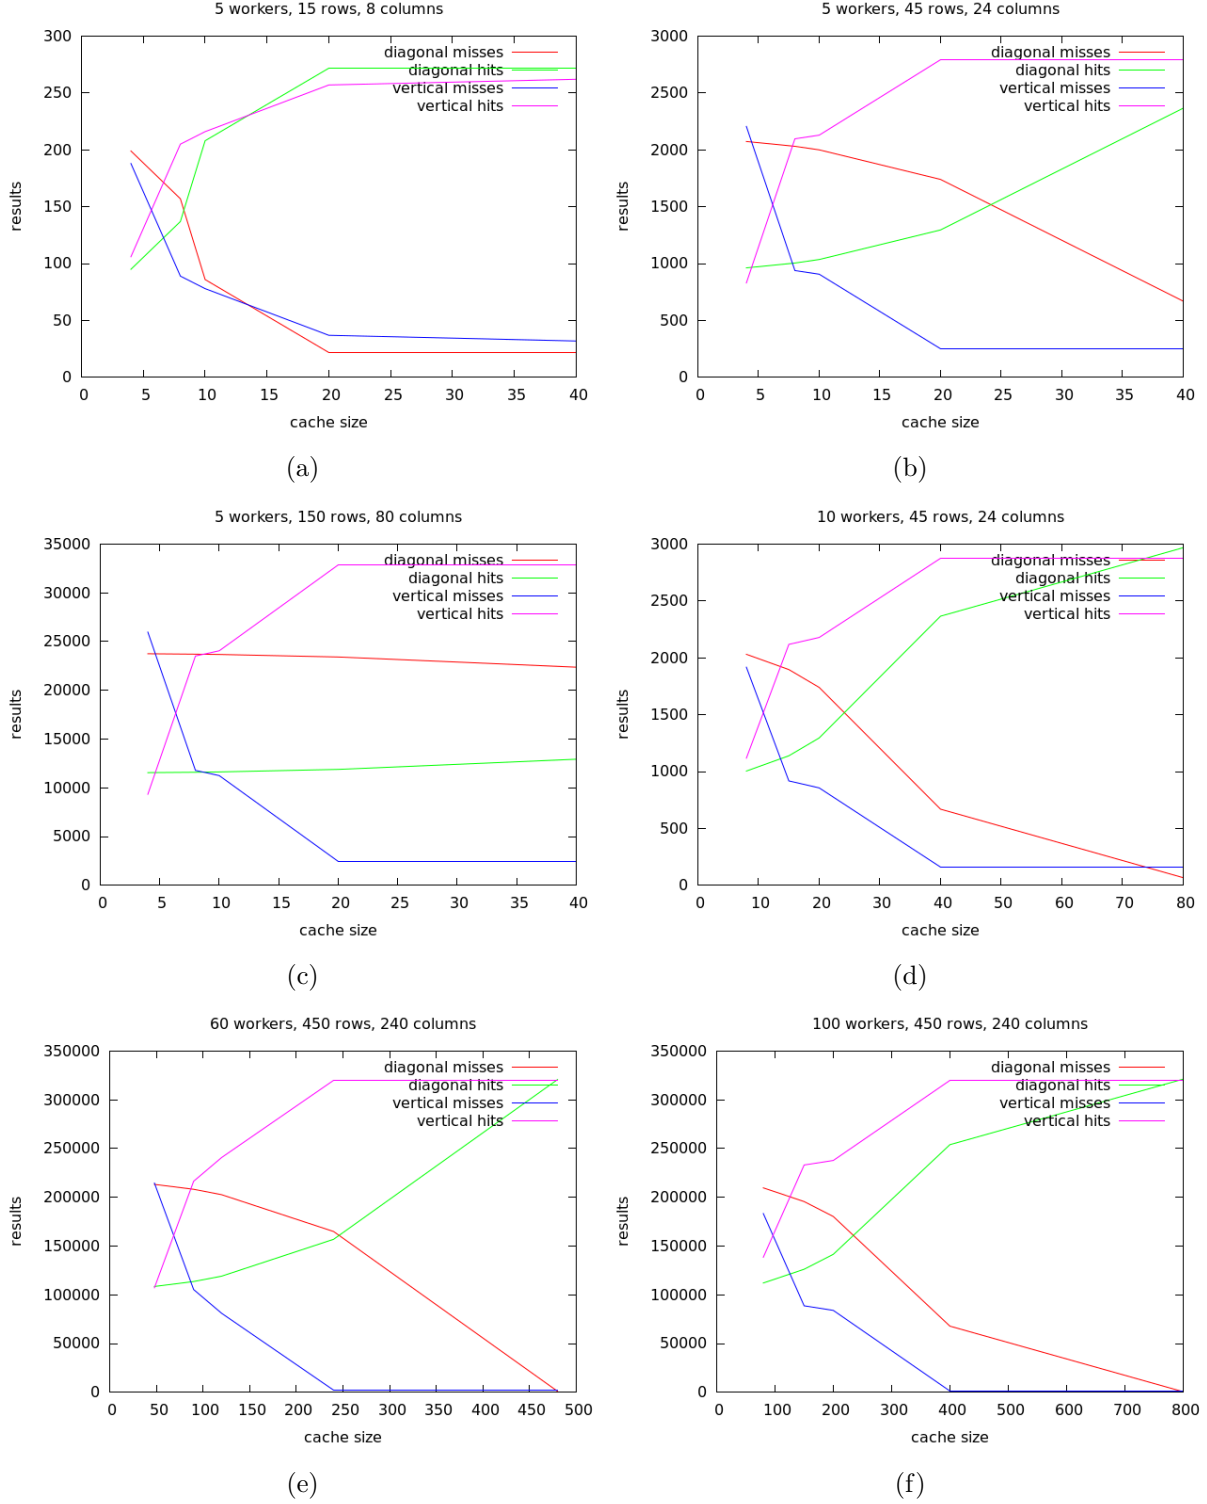 5 workers, 15 rows, 8 columns
300
250
200
150
100
50
0
results
diagonal misses
diagonal hits
vertical misses
vertical hits
0 5 10 15 20 25 30 35 40
cache size
(a)
5 workers, 45 rows, 24 columns
3000
2500
2000
1500
1000
500
0
results
diagonal misses
diagonal hits
vertical misses
vertical hits
0 5 10 15 20 25 30 35 40
cache size
(b)
5 workers, 150 rows, 80 columns
35000
30000
25000
20000
15000
10000
5000
0
results
diagonal misses
diagonal hits
vertical misses
vertical hits
0 5 10 15 20 25 30 35 40
cache size
(c)
10 workers, 45 rows, 24 columns
3000
2500
2000
1500
1000
500
0
results
diagonal misses
diagonal hits
vertical misses
vertical hits
0 10 20 30 40 50 60 70 80
cache size
(d)
60 workers, 450 rows, 240 columns
350000
300000
250000
200000
150000
100000
50000
0
results
diagonal misses
diagonal hits
vertical misses
vertical hits
0 50 100 150 200 250 300 350 400 450 500
cache size
(e)
100 workers, 450 rows, 240 columns
350000
300000
250000
200000
150000
100000
50000
0
results
diagonal misses
diagonal hits
vertical misses
vertical hits
0 100 200 300 400 500 600 700 800
cache size
(f)